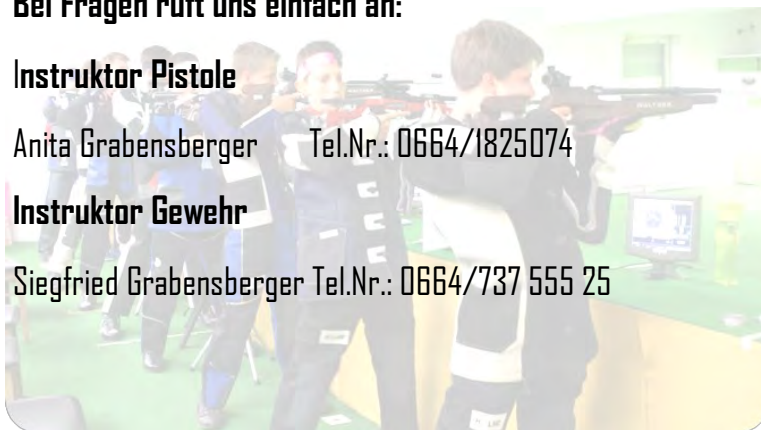 Bei Fragen ruft uns einfach an:
Instruktor Pistole
Anita Grabensberger Tel.Nr.: 0664/1825074
Instruktor Gewehr
Siegfried Grabensberger Tel.Nr.: 0664/737 555 25